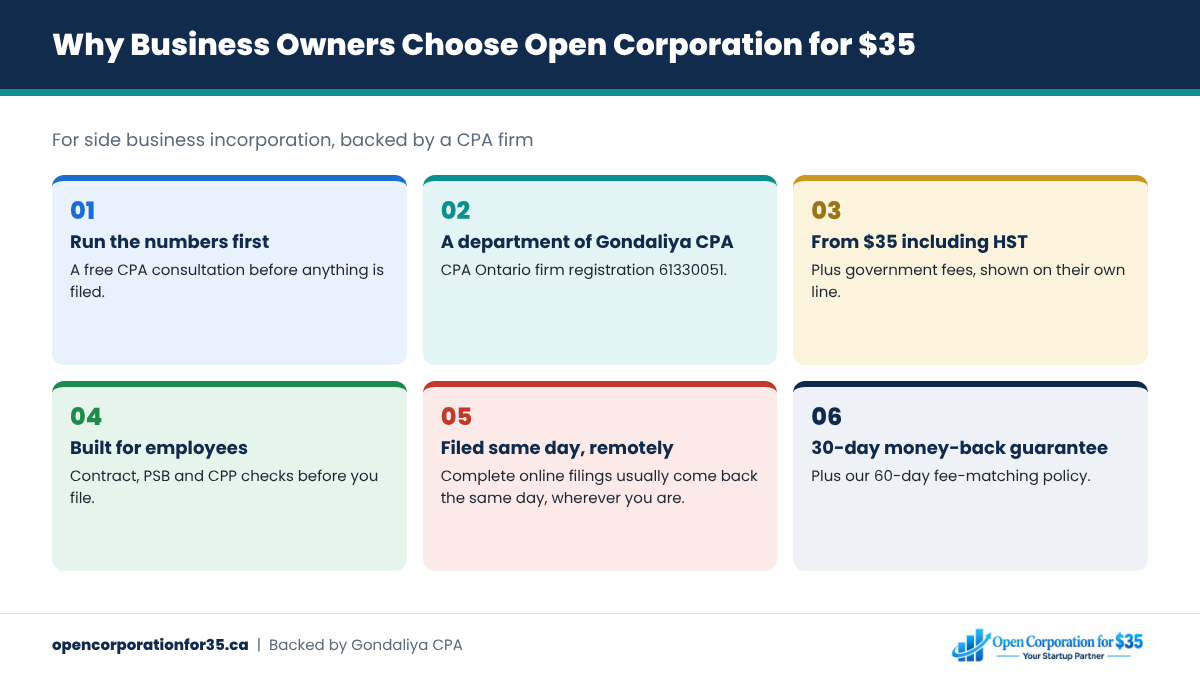 Why Business Owners Choose Open Corporation for $35
For side business incorporation, backed by a CPA firm
01
Run the numbers first
A free CPA consultation before anything is
filed.
02
A department of Gondaliya CPA
CPA Ontario firm registration 61330051.
03
From $35 including HST
Plus government fees, shown on their own
line.
04
Built for employees
Contract, PSB and CPP checks before you
file.
05
Filed same day, remotely
Complete online filings usually come back
the same day, wherever you are.
06
30-day money-back guarantee
Plus our 60-day fee-matching policy.
opencorporationfor35.ca | Backed by Gondaliya CPA
Open Corporation for $35
Your Startup Partner